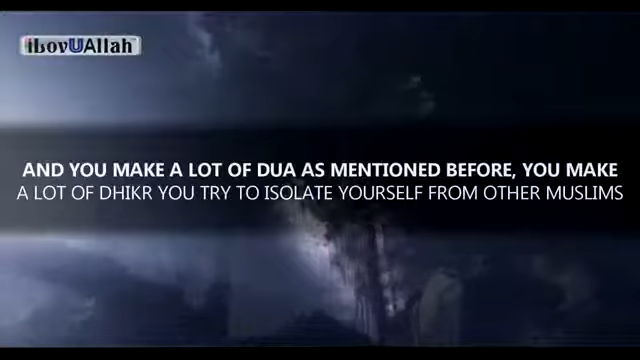 iLovUAllah
AND YOU MAKE A LOT OF DUA AS MENTIONED BEFORE, YOU MAKE
A LOT OF DHIKR YOU TRY TO ISOLATE YOURSELF FROM OTHER MUSLIMS